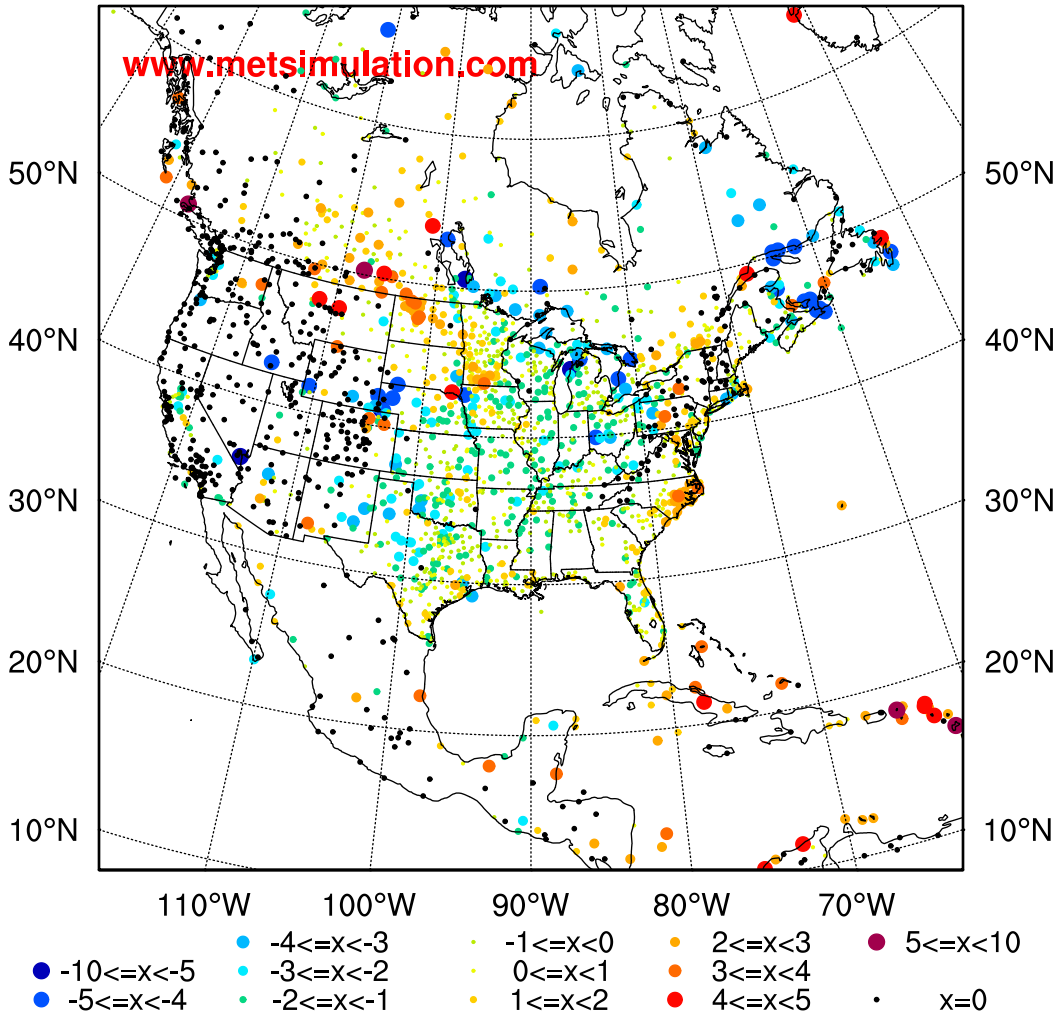 www.metsimulation.com
50°N 50°N
40°N 40°N
30°N 30°N
20°N 20°N
10°N 10°N
110°W 100°W 90°W 80°W 70°W
-4<=x<-3 -1<=x<0 2<=x<3 5<=x<10
-10<=x<-5 -3<=x<-2 0<=x<1 3<=x<4
-5<=x<-4 -2<=x<-1 1<=x<2 4<=x<5 x=0